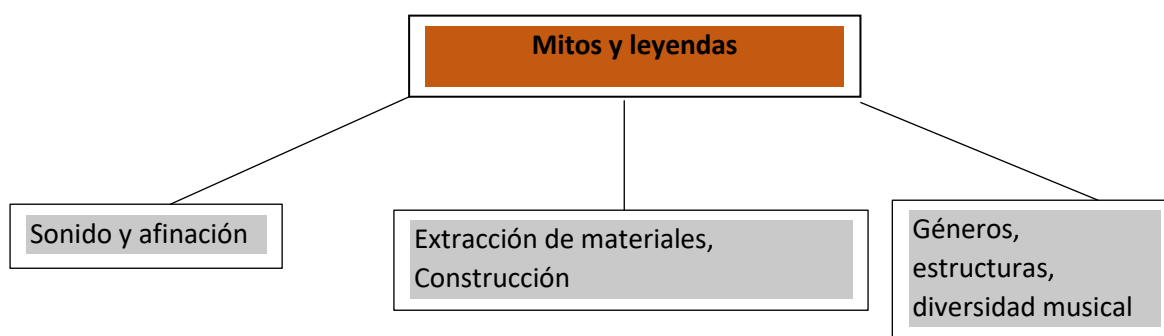 Mitos y leyendas
Sonido y afinación
Extracción de materiales,
Construcción
Géneros,
estructuras,
diversidad musical